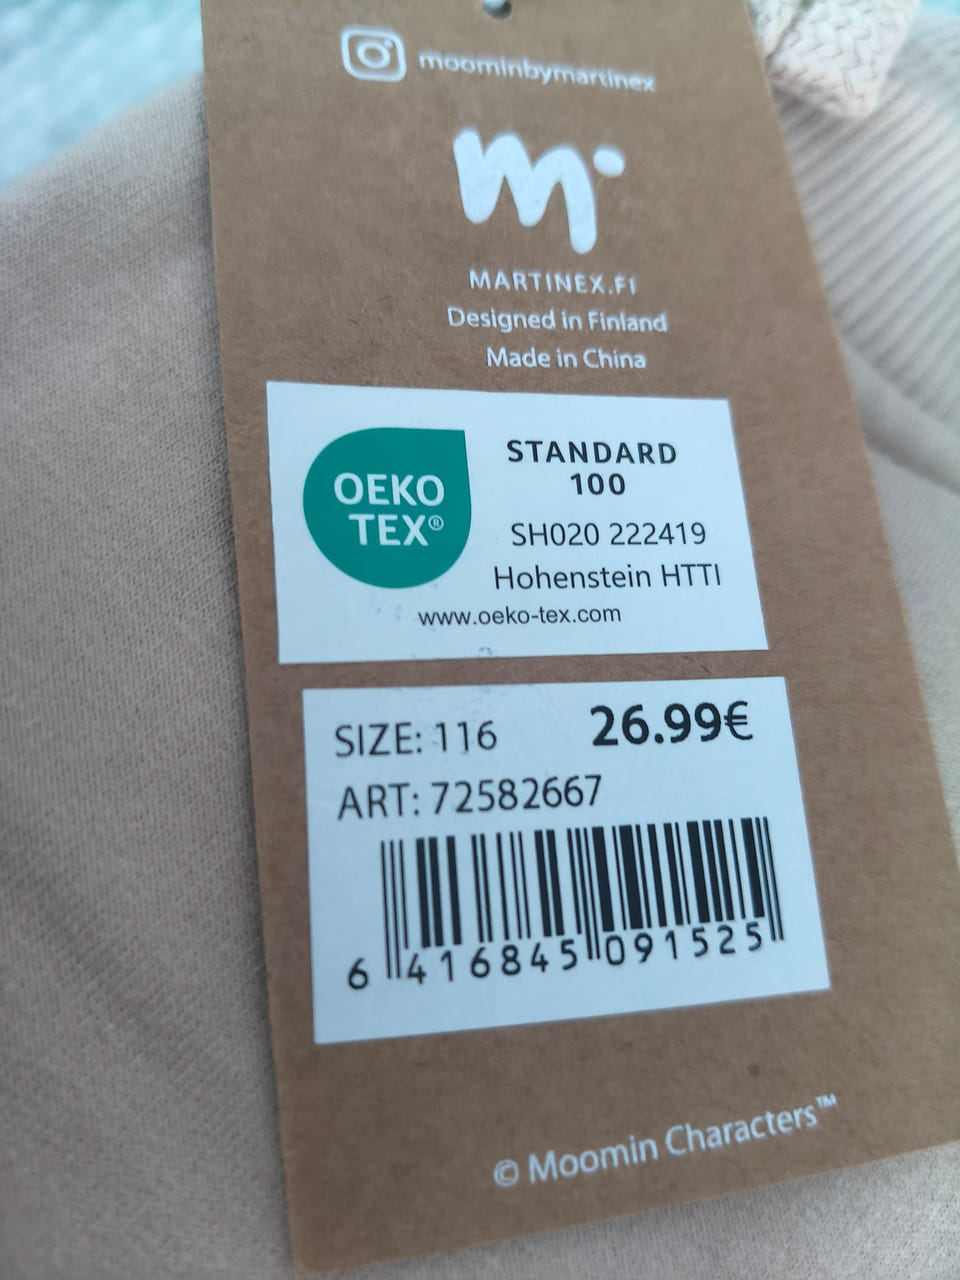 moominbymartinex
m
MARTINEX.FI
Designed in Finland
Made in China
OEKO
TEX®
STANDARD
100
SH020 222419
Hohenstein HTTI
www.oeko-tex.com
SIZE: 116 26.99€
ART: 72582667
6 416845 091525
© Moomin Characters™